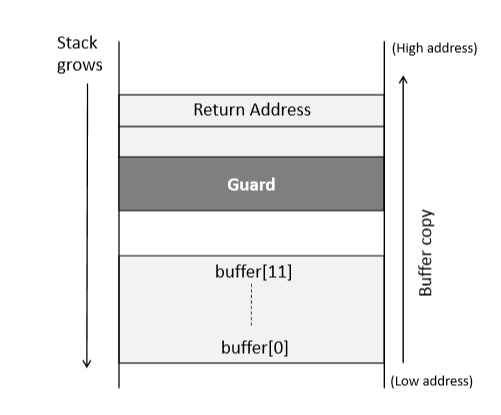 Stack
grows
(High address)
Return Address
Guard
buffer[11]
buffer[0]
Buffer copy
(Low address)